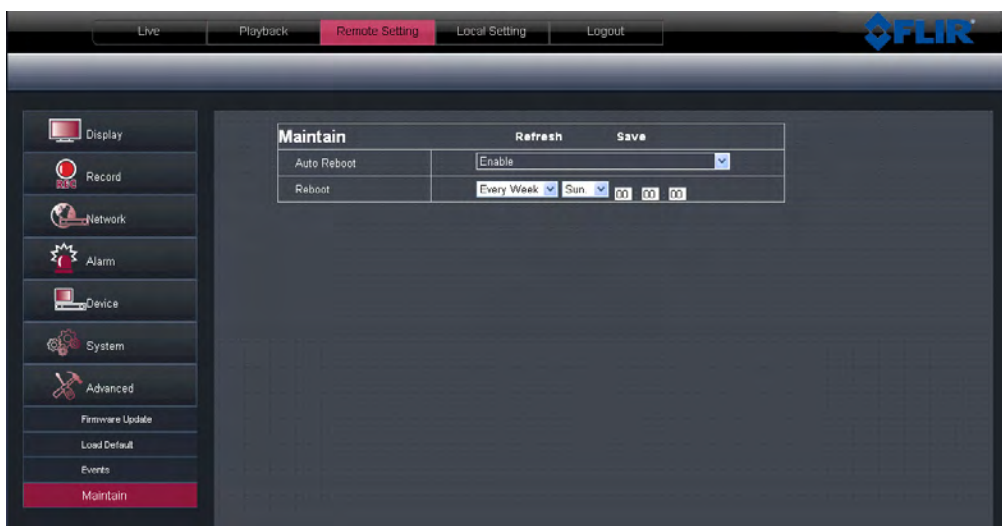 Live Playback Remote Setting Local Setting Logout
FLIR
Display
Record
REC
Network
Alarm
Device
System
Advanced
Firmware Update
Load Default
Events
Maintain
Maintain Refresh Save
Auto Reboot Enable
Reboot Every Week Sun. 00 : 00 : 00